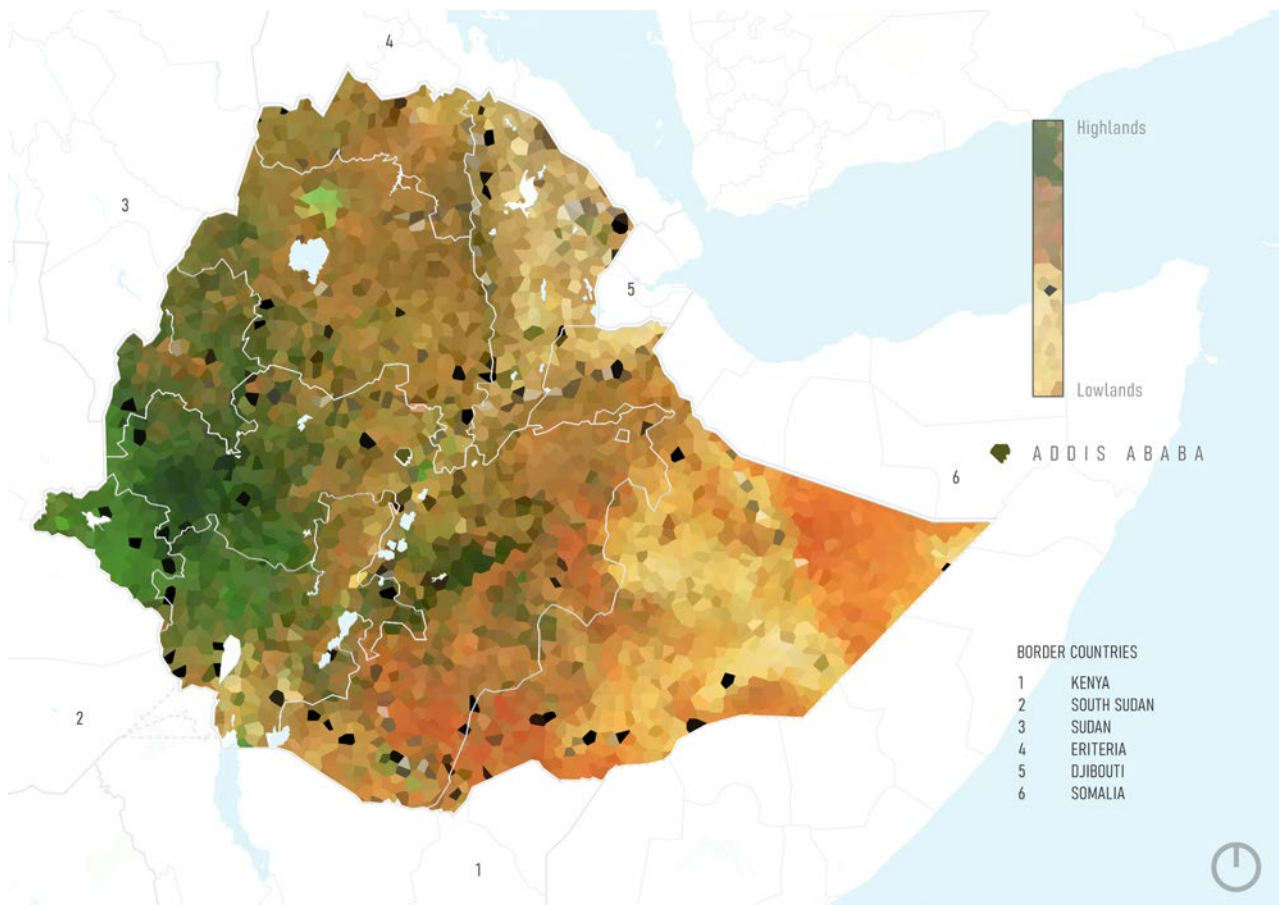 4
3
5
6
2
1
Highlands
Lowlands
ADDIS ABABA
BORDER COUNTRIES
1 KENYA
2 SOUTH SUDAN
3 SUDAN
4 ERITERIA
5 DJIBOUTI
6 SOMALIA